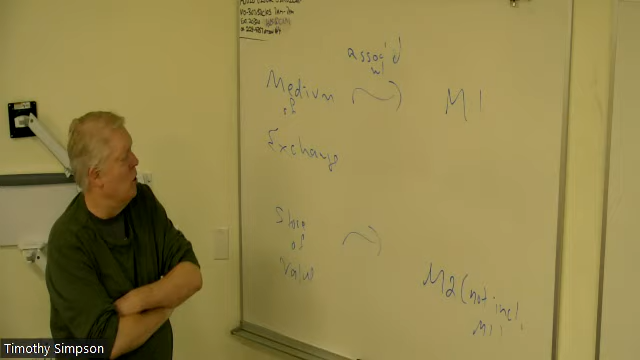 assoc'd
w
Medium
of
Exchange
M1
Store
of
Value
M2 (not incl.
M1)
Timothy Simpson